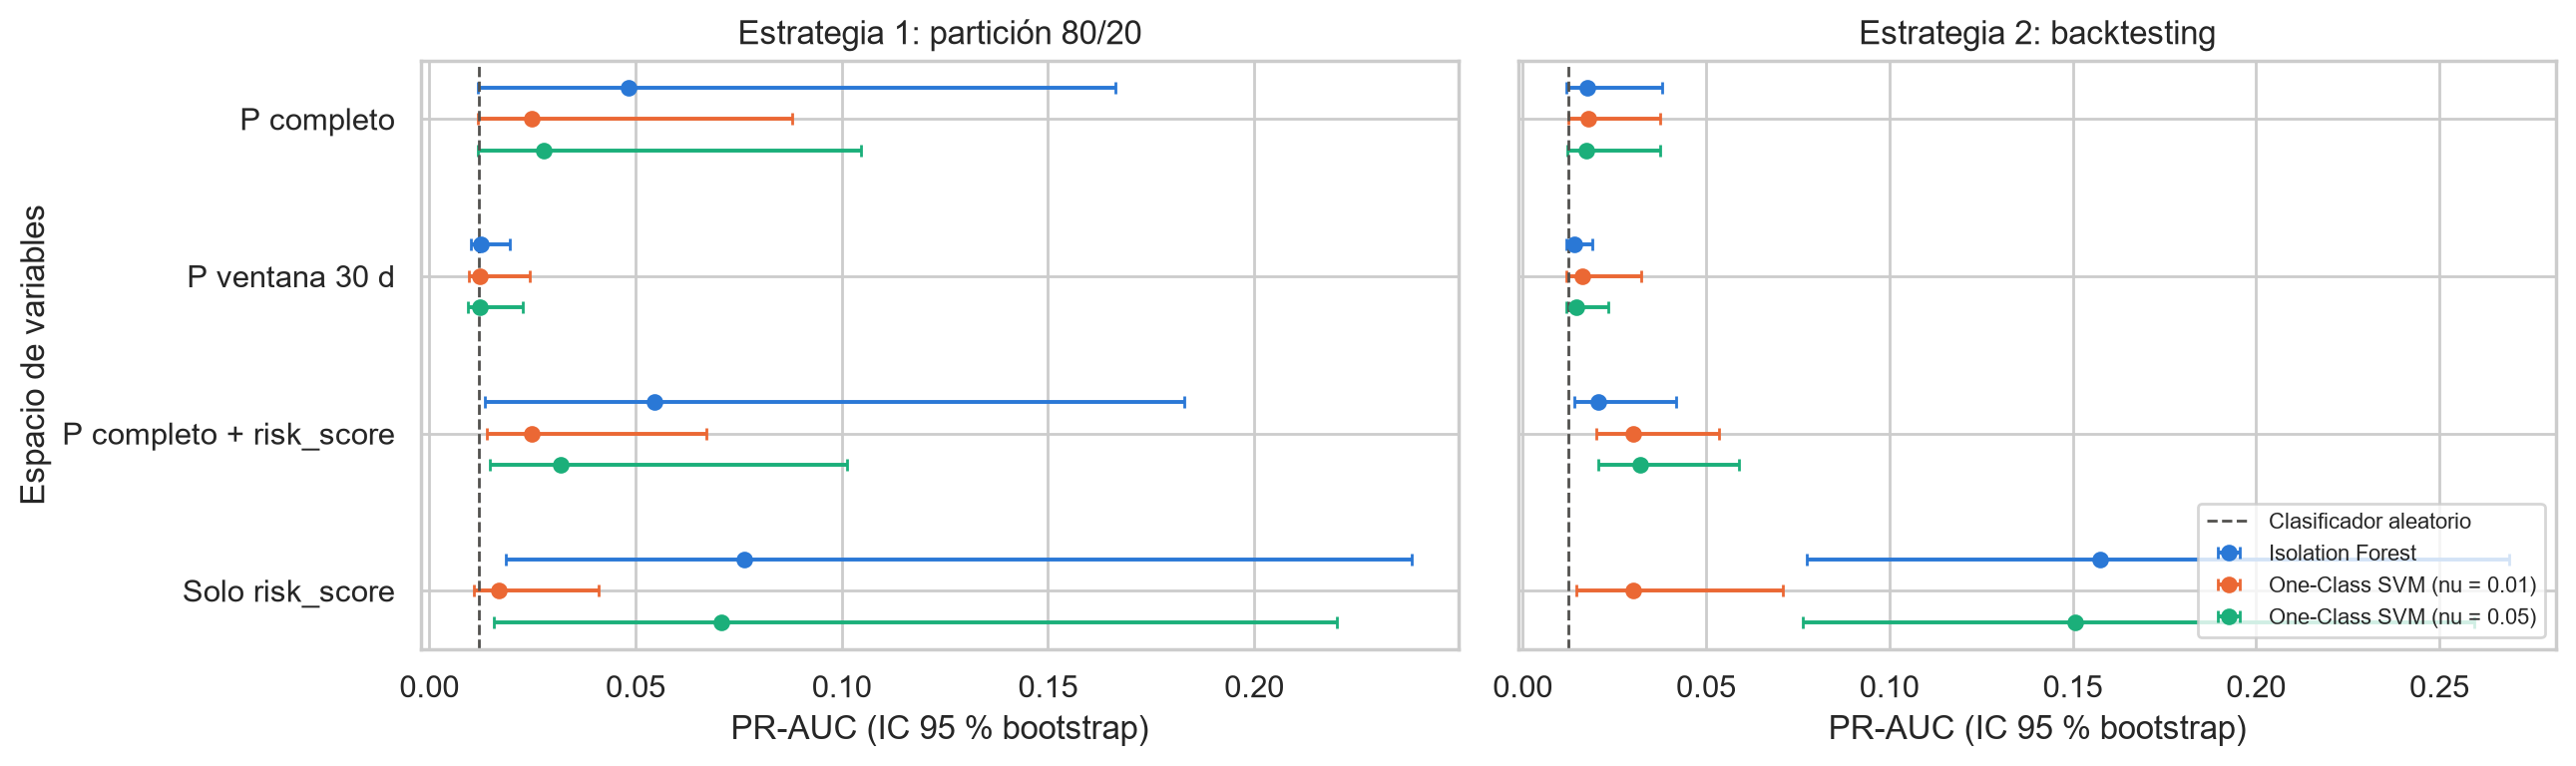 Estrategia 1: partición 80/20
Estrategia 2: backtesting
Espacio de variables
P completo
P ventana 30 d
P completo + risk_score
Solo risk_score
0.00 0.05 0.10 0.15 0.20
PR-AUC (IC 95 % bootstrap)
0.00 0.05 0.10 0.15 0.20 0.25
PR-AUC (IC 95 % bootstrap)
Clasificador aleatorio
Isolation Forest
One-Class SVM (nu = 0.01)
One-Class SVM (nu = 0.05)